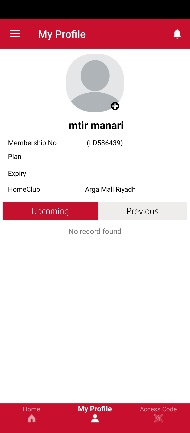 My Profile
mtir manari
Membership No (LD586439)
Plan
Expiry
HomeClub Arga Mall Riyadh
Upcoming Previous
No record found
Home My Profile Access Code